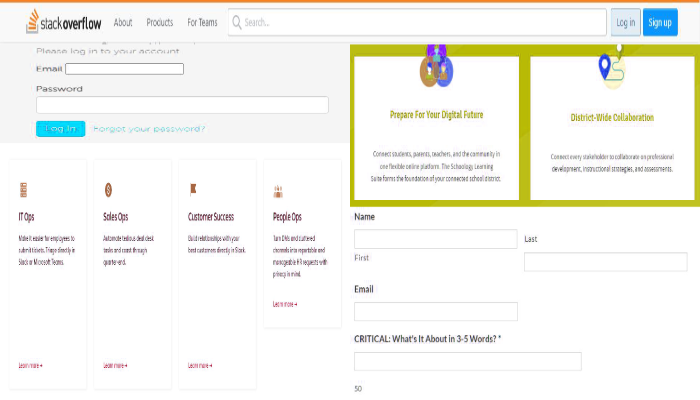 stackoverflow About Products For Teams Search... Log in Sign up
Please log in to your account
Email
Password
Log In Forgot your password?
IT Ops
Make it easier for employees to
submit tickets. Triage directly in
Slack or Microsoft Teams.
Learn more →
Sales Ops
Automate tedious deal desk
tasks and coast through
quarter-end.
Learn more →
Customer Success
Build relationships with your
best customers directly in Slack.
Learn more →
People Ops
Turn DMs and cluttered
channels into reportable and
manageable HR requests with
privacy in mind.
Learn more →
Prepare For Your Digital Future
Connect students, parents, teachers, and the community in
one flexible online platform. The Schoology Learning
Suite forms the foundation of your connected school district.
District-Wide Collaboration
Connect every stakeholder to collaborate on professional
development, instructional strategies, and assessments.
Name
First
Last
Email
CRITICAL: What's It About in 3-5 Words? *
50